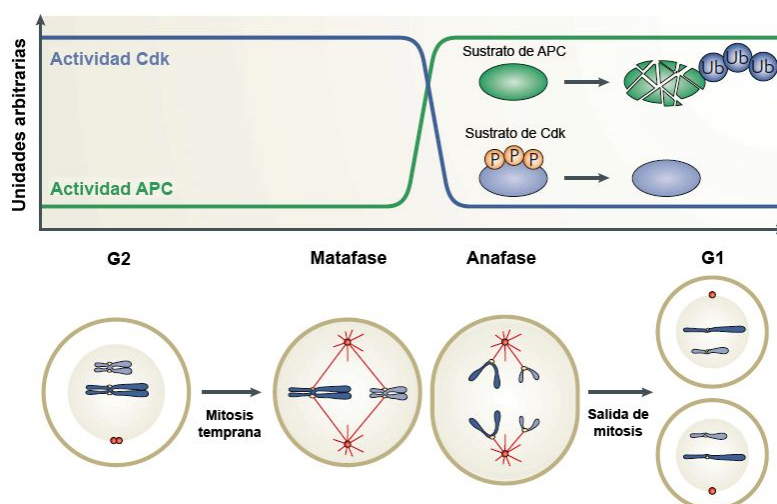 Unidades arbitrarias
Actividad Cdk
Actividad APC
Sustrato de APC
Ub Ub Ub
Sustrato de Cdk
P P P
G2
Matafase
Anafase
G1
Mitosis
temprana
Salida de
mitosis